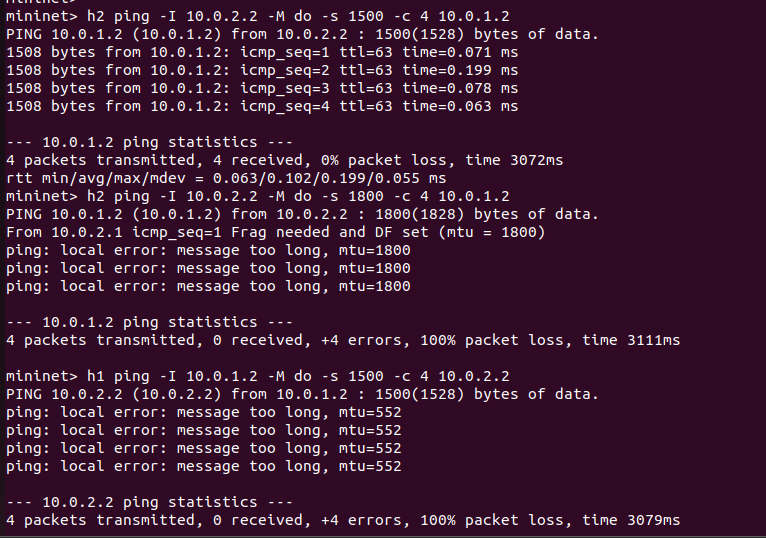 mininet>
mininet> h2 ping -I 10.0.2.2 -M do -s 1500 -c 4 10.0.1.2
PING 10.0.1.2 (10.0.1.2) from 10.0.2.2 : 1500(1528) bytes of data.
1508 bytes from 10.0.1.2: icmp_seq=1 ttl=63 time=0.071 ms
1508 bytes from 10.0.1.2: icmp_seq=2 ttl=63 time=0.199 ms
1508 bytes from 10.0.1.2: icmp_seq=3 ttl=63 time=0.078 ms
1508 bytes from 10.0.1.2: icmp_seq=4 ttl=63 time=0.063 ms
--- 10.0.1.2 ping statistics ---
4 packets transmitted, 4 received, 0% packet loss, time 3072ms
rtt min/avg/max/mdev = 0.063/0.102/0.199/0.055 ms
mininet> h2 ping -I 10.0.2.2 -M do -s 1800 -c 4 10.0.1.2
PING 10.0.1.2 (10.0.1.2) from 10.0.2.2 : 1800(1828) bytes of data.
From 10.0.2.1 icmp_seq=1 Frag needed and DF set (mtu = 1800)
ping: local error: message too long, mtu=1800
ping: local error: message too long, mtu=1800
ping: local error: message too long, mtu=1800
--- 10.0.1.2 ping statistics ---
4 packets transmitted, 0 received, +4 errors, 100% packet loss, time 3111ms
mininet> h1 ping -I 10.0.1.2 -M do -s 1500 -c 4 10.0.2.2
PING 10.0.2.2 (10.0.2.2) from 10.0.1.2 : 1500(1528) bytes of data.
ping: local error: message too long, mtu=552
ping: local error: message too long, mtu=552
ping: local error: message too long, mtu=552
ping: local error: message too long, mtu=552
--- 10.0.2.2 ping statistics ---
4 packets transmitted, 0 received, +4 errors, 100% packet loss, time 3079ms